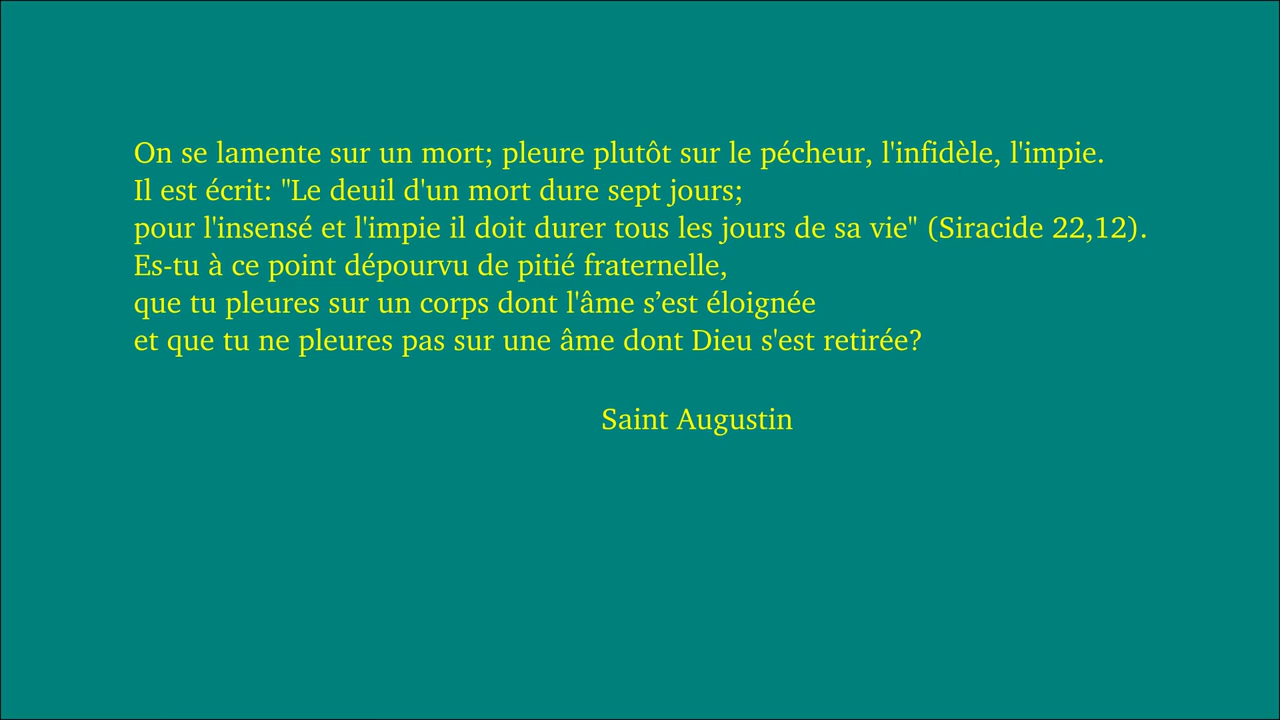 On se lamente sur un mort; pleure plutôt sur le pécheur, l'infidèle, l'impie.
Il est écrit: "Le deuil d'un mort dure sept jours;
pour l'insensé et l'impie il doit durer tous les jours de sa vie" (Siracide 22,12).
Es-tu à ce point dépourvu de pitié fraternelle,
que tu pleures sur un corps dont l'âme s’est éloignée
et que tu ne pleures pas sur une âme dont Dieu s'est retirée?
Saint Augustin